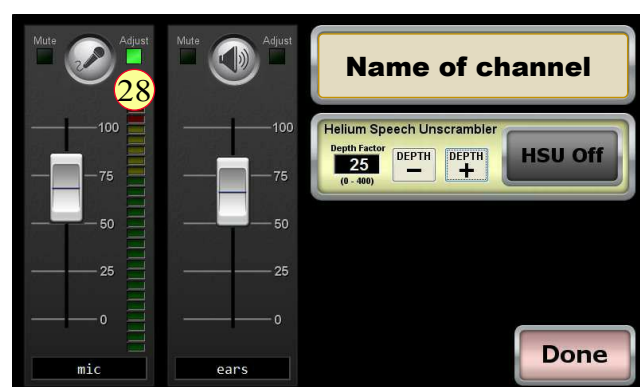 Mute
Adjust
28
100
75
50
25
0
mic
Mute
Adjust
100
75
50
25
0
ears
Name of channel
Helium Speech Unscrambler
Depth Factor
25
(0 - 400)
DEPTH
−
DEPTH
+
HSU Off
Done